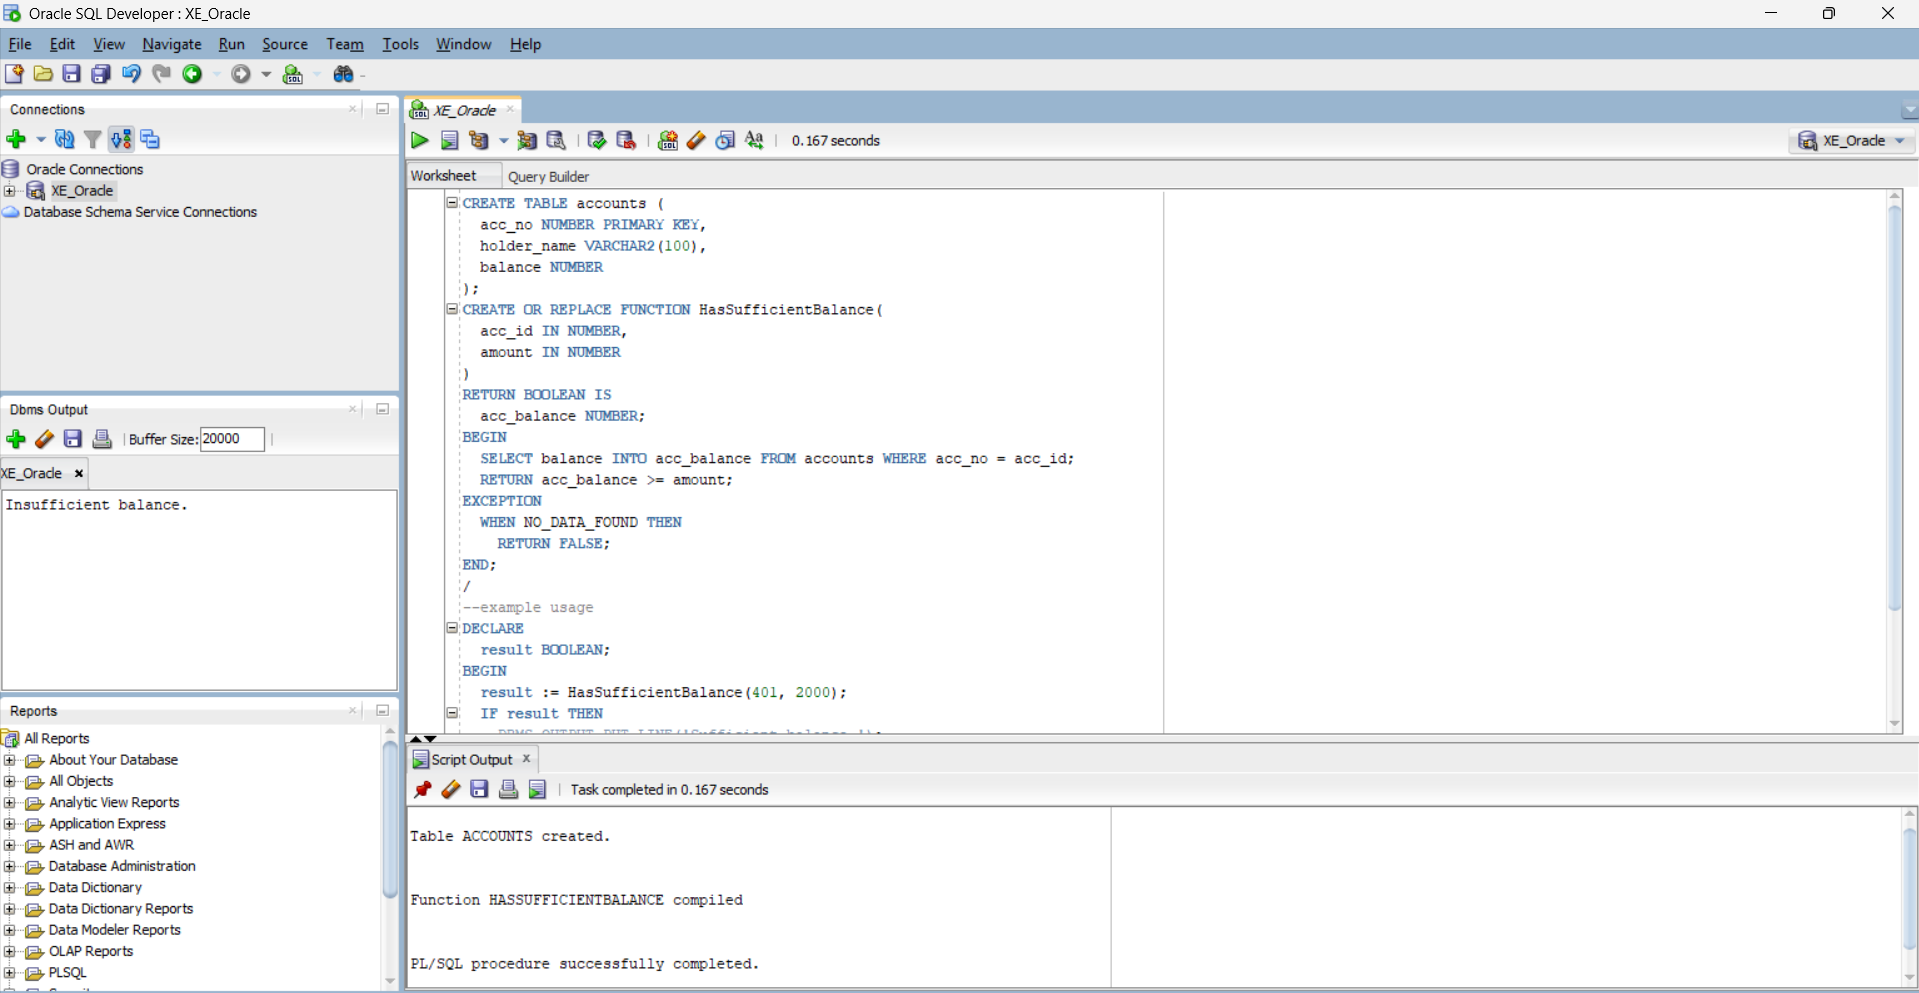 Oracle SQL Developer : XE_Oracle
File Edit View Navigate Run Source Team Tools Window Help
Connections
Oracle Connections
XE_Oracle
Database Schema Service Connections
Dbms Output
Buffer Size: 20000
XE_Oracle
Insufficient balance.
Reports
All Reports
About Your Database
All Objects
Analytic View Reports
Application Express
ASH and AWR
Database Administration
Data Dictionary
Data Dictionary Reports
Data Modeler Reports
OLAP Reports
PLSQL
XE_Oracle
SQL
0.167 seconds
XE_Oracle
Worksheet Query Builder
CREATE TABLE accounts (
acc_no NUMBER PRIMARY KEY,
holder_name VARCHAR2(100),
balance NUMBER
);
CREATE OR REPLACE FUNCTION HasSufficientBalance(
acc_id IN NUMBER,
amount IN NUMBER
)
RETURN BOOLEAN IS
acc_balance NUMBER;
BEGIN
SELECT balance INTO acc_balance FROM accounts WHERE acc_no = acc_id;
RETURN acc_balance >= amount;
EXCEPTION
WHEN NO_DATA_FOUND THEN
RETURN FALSE;
END;
/
--example usage
DECLARE
result BOOLEAN;
BEGIN
result := HasSufficientBalance(401, 2000);
IF result THEN
Script Output
Task completed in 0.167 seconds
Table ACCOUNTS created.
Function HASSUFFICIENTBALANCE compiled
PL/SQL procedure successfully completed.